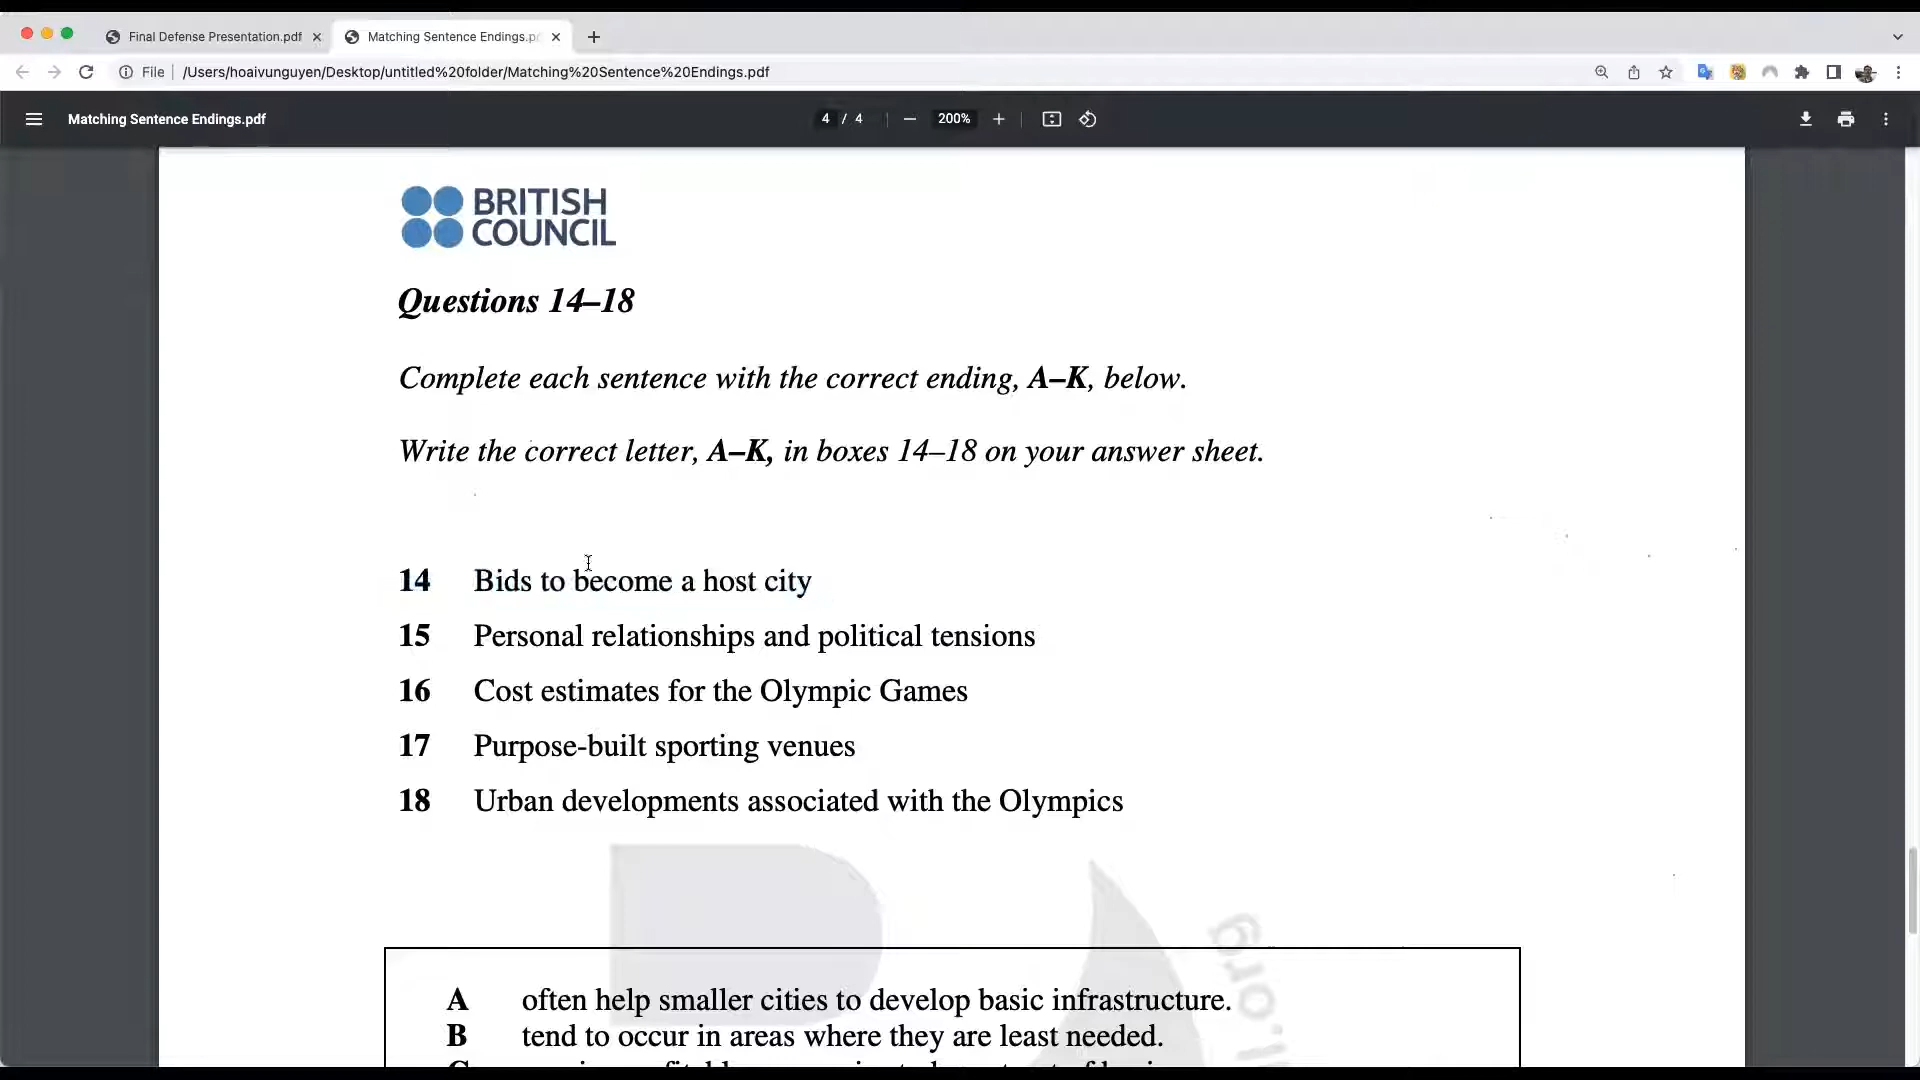 Final Defense Presentation.pdf
Matching Sentence Endings.p
File
/Users/hoaivunguyen/Desktop/untitled%20folder/Matching%20Sentence%20Endings.pdf
Matching Sentence Endings.pdf
4 / 4
200%
BRITISH
COUNCIL
Questions 14–18
Complete each sentence with the correct ending, A–K, below.
Write the correct letter, A–K, in boxes 14–18 on your answer sheet.
14 Bids to become a host city
15 Personal relationships and political tensions
16 Cost estimates for the Olympic Games
17 Purpose-built sporting venues
18 Urban developments associated with the Olympics
A often help smaller cities to develop basic infrastructure.
B tend to occur in areas where they are least needed.